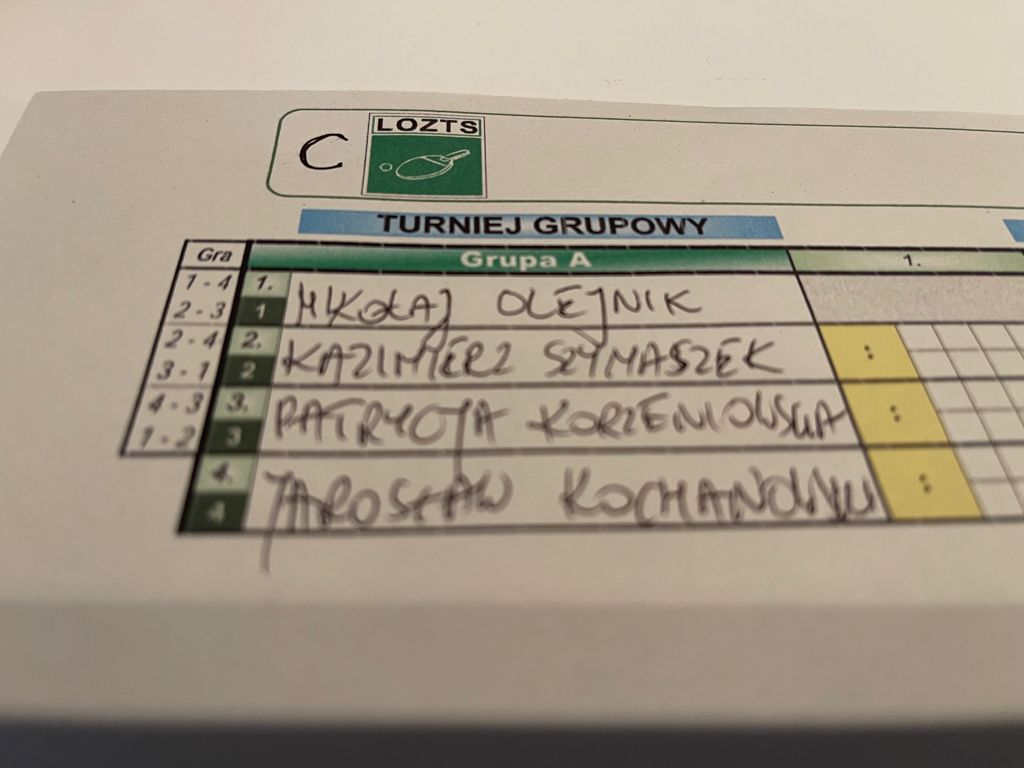 C LOZTS
TURNIEJ GRUPOWY
Gra Grupa A 1.
1 - 4 1. MIKOŁAJ OLEJNIK
2 - 3 1
2 - 4 2. KAZIMIERZ SZYMASZEK :
3 - 1 2
4 - 3 3. PATRYCJA KORZENIOWSKA :
1 - 2 3
4. JAROSŁAW KOCHANOWSKI :
4